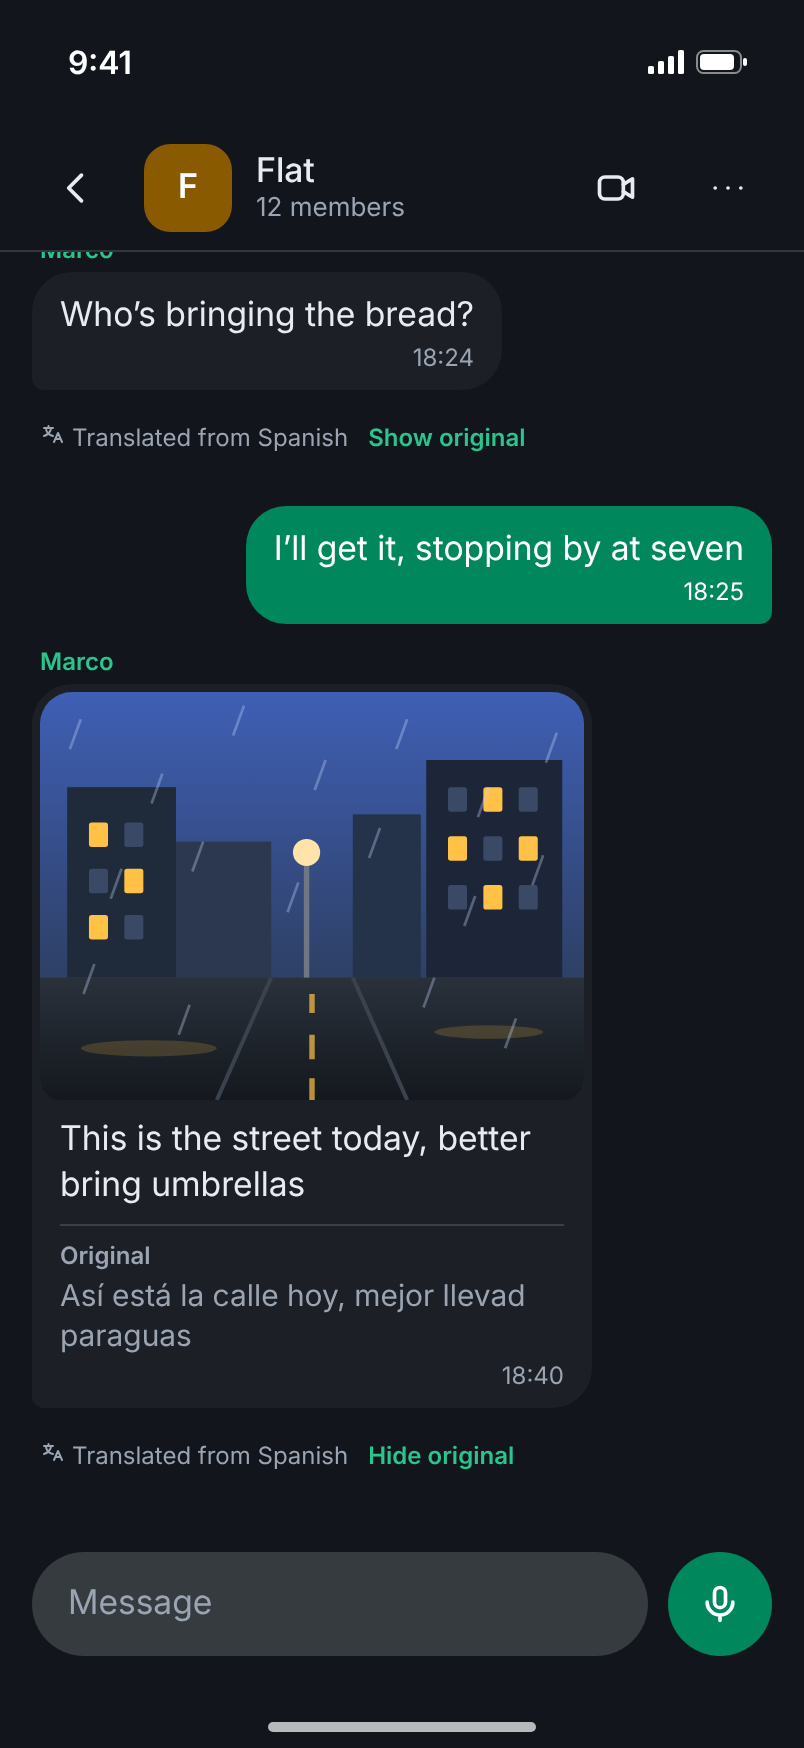 9:41
F
Flat
12 members
Marco
Who’s bringing the bread?
18:24
Translated from Spanish Show original
I’ll get it, stopping by at seven
18:25
Marco
This is the street today, better
bring umbrellas
Original
Así está la calle hoy, mejor llevad
paraguas
18:40
Translated from Spanish Hide original
Message